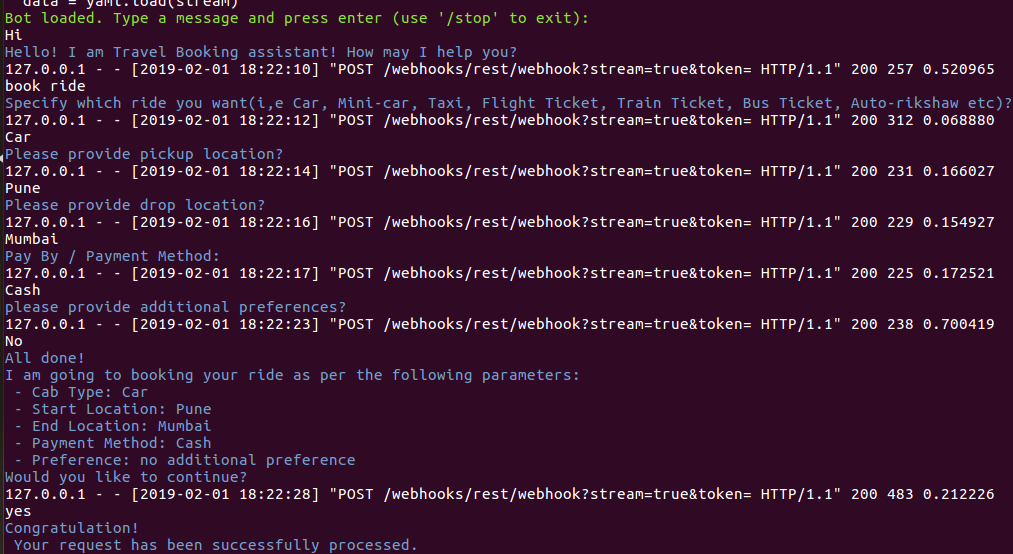 data = yaml.load(stream)
Bot loaded. Type a message and press enter (use '/stop' to exit):
Hi
Hello! I am Travel Booking assistant! How may I help you?
127.0.0.1 - - [2019-02-01 18:22:10] "POST /webhooks/rest/webhook?stream=true&token= HTTP/1.1" 200 257 0.520965
book ride
Specify which ride you want(i,e Car, Mini-car, Taxi, Flight Ticket, Train Ticket, Bus Ticket, Auto-rikshaw etc)?
127.0.0.1 - - [2019-02-01 18:22:12] "POST /webhooks/rest/webhook?stream=true&token= HTTP/1.1" 200 312 0.068880
Car
Please provide pickup location?
127.0.0.1 - - [2019-02-01 18:22:14] "POST /webhooks/rest/webhook?stream=true&token= HTTP/1.1" 200 231 0.166027
Pune
Please provide drop location?
127.0.0.1 - - [2019-02-01 18:22:16] "POST /webhooks/rest/webhook?stream=true&token= HTTP/1.1" 200 229 0.154927
Mumbai
Pay By / Payment Method:
127.0.0.1 - - [2019-02-01 18:22:17] "POST /webhooks/rest/webhook?stream=true&token= HTTP/1.1" 200 225 0.172521
Cash
please provide additional preferences?
127.0.0.1 - - [2019-02-01 18:22:23] "POST /webhooks/rest/webhook?stream=true&token= HTTP/1.1" 200 238 0.700419
No
All done!
I am going to booking your ride as per the following parameters:
 - Cab Type: Car
 - Start Location: Pune
 - End Location: Mumbai
 - Payment Method: Cash
 - Preference: no additional preference
Would you like to continue?
127.0.0.1 - - [2019-02-01 18:22:28] "POST /webhooks/rest/webhook?stream=true&token= HTTP/1.1" 200 483 0.212226
yes
Congratulation!
 Your request has been successfully processed.